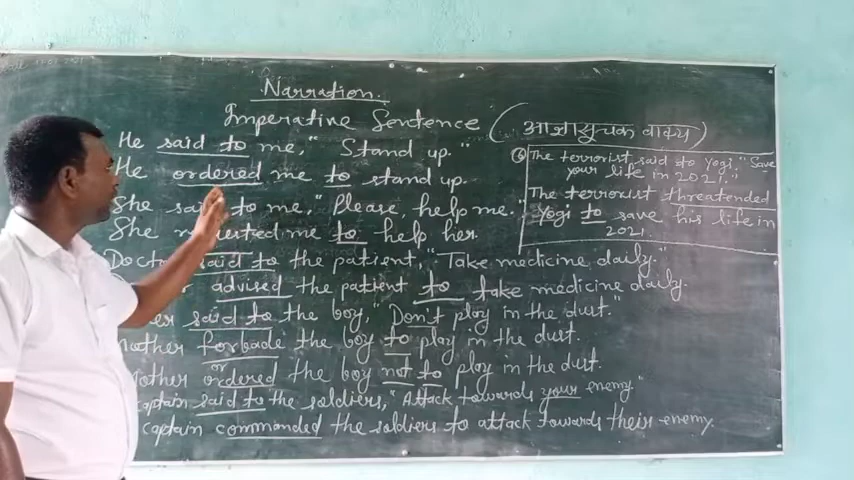 Narration.
Imperative Sentence (आज्ञासूचक वाक्य)
He said to me, "Stand up."
He ordered me to stand up.
She said to me, "Please, help me."
She requested me to help her.
Doctor said to the patient, "Take medicine daily."
advised the patient to take medicine daily.
said to the boy, "Don't play in the dust."
Mother forbade the boy to play in the dust.
or
Mother ordered the boy not to play in the dust.
Captain said to the soldiers, "Attack towards your enemy."
captain commanded the soldiers to attack towards their enemy.
The terrorist said to Yogi, "Save
your life in 2021."
The terrorist threatended
Yogi to save his life in
2021.